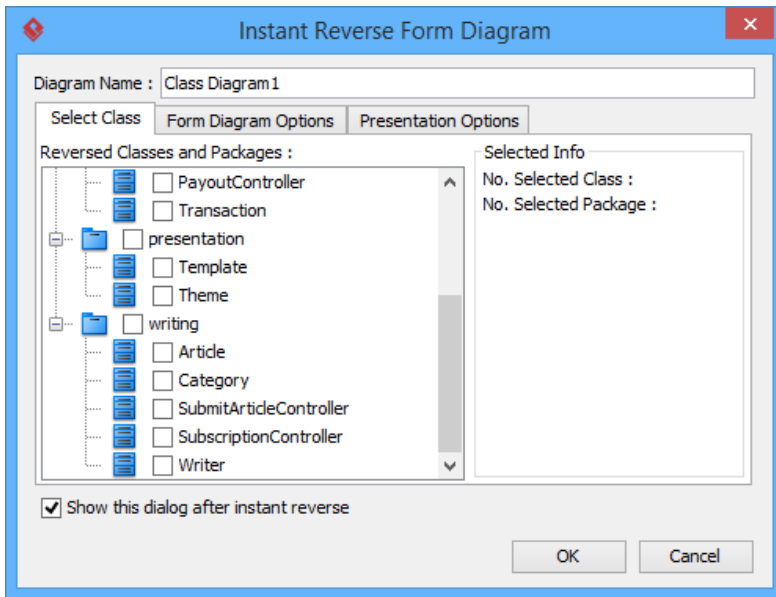 Instant Reverse Form Diagram
Diagram Name : Class Diagram1
Select Class Form Diagram Options Presentation Options
Reversed Classes and Packages :
PayoutController
Transaction
presentation
Template
Theme
writing
Article
Category
SubmitArticleController
SubscriptionController
Writer
Selected Info
No. Selected Class :
No. Selected Package :
Show this dialog after instant reverse
OK Cancel